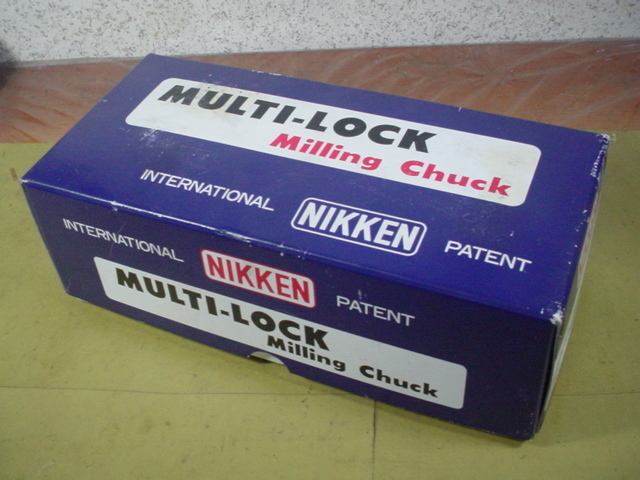 MULTI-LOCK
Milling Chuck
INTERNATIONAL NIKKEN PATENT
INTERNATIONAL NIKKEN PATENT
MULTI-LOCK
Milling Chuck